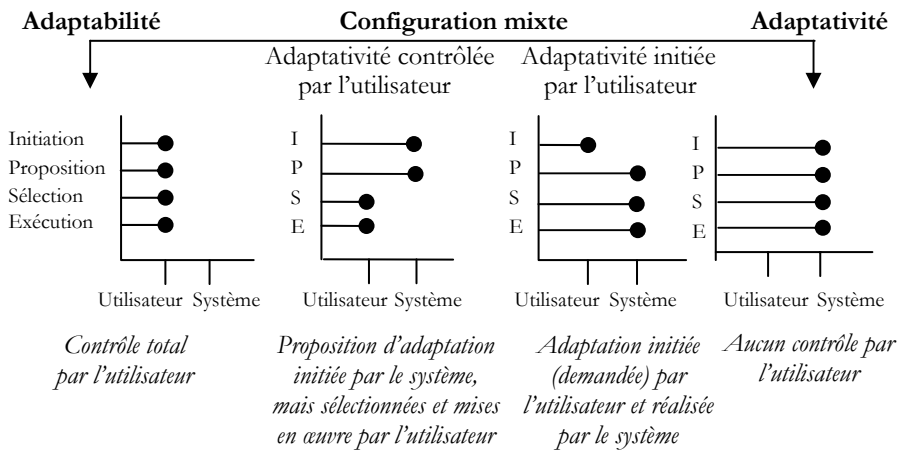 Adaptabilité
Configuration mixte
Adaptativité
Adaptativité contrôlée
par l’utilisateur
Adaptativité initiée
par l’utilisateur
Initiation
Proposition
Sélection
Exécution
Utilisateur Système
I
P
S
E
Utilisateur Système
I
P
S
E
Utilisateur Système
I
P
S
E
Utilisateur Système
Contrôle total
par l’utilisateur
Proposition d’adaptation
initiée par le système,
mais sélectionnées et mises
en œuvre par l’utilisateur
Adaptation initiée
(demandée) par
l’utilisateur et réalisée
par le système
Aucun contrôle par
l’utilisateur